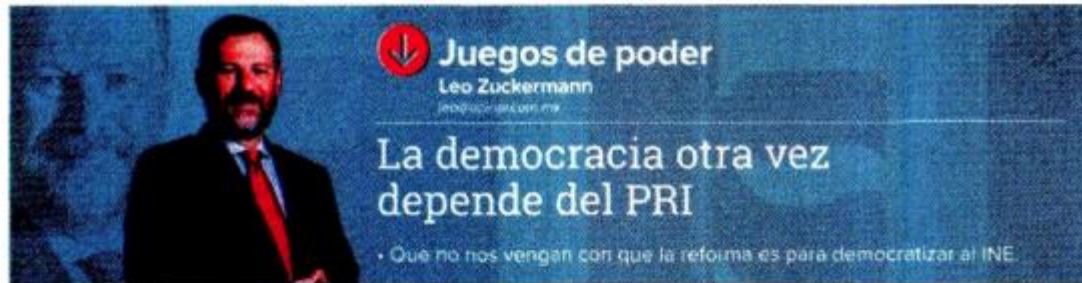 Juegos de poder
Leo Zuckermann
La democracia otra vez
depende del PRI
• Que no nos vengan con que la reforma es para democratizar al INE.